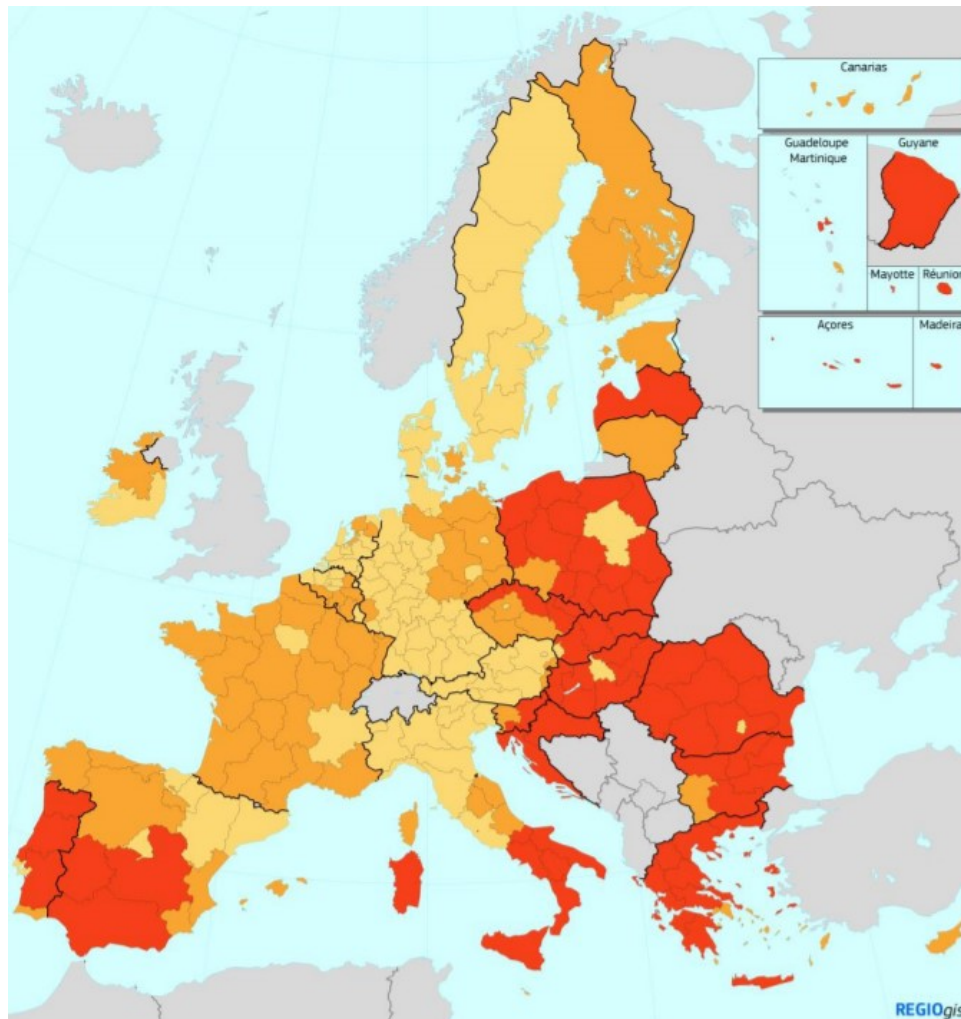 Canarias
Guadeloupe
Martinique
Guyane
Mayotte
Réunion
Açores
Madeira
REGIOgis